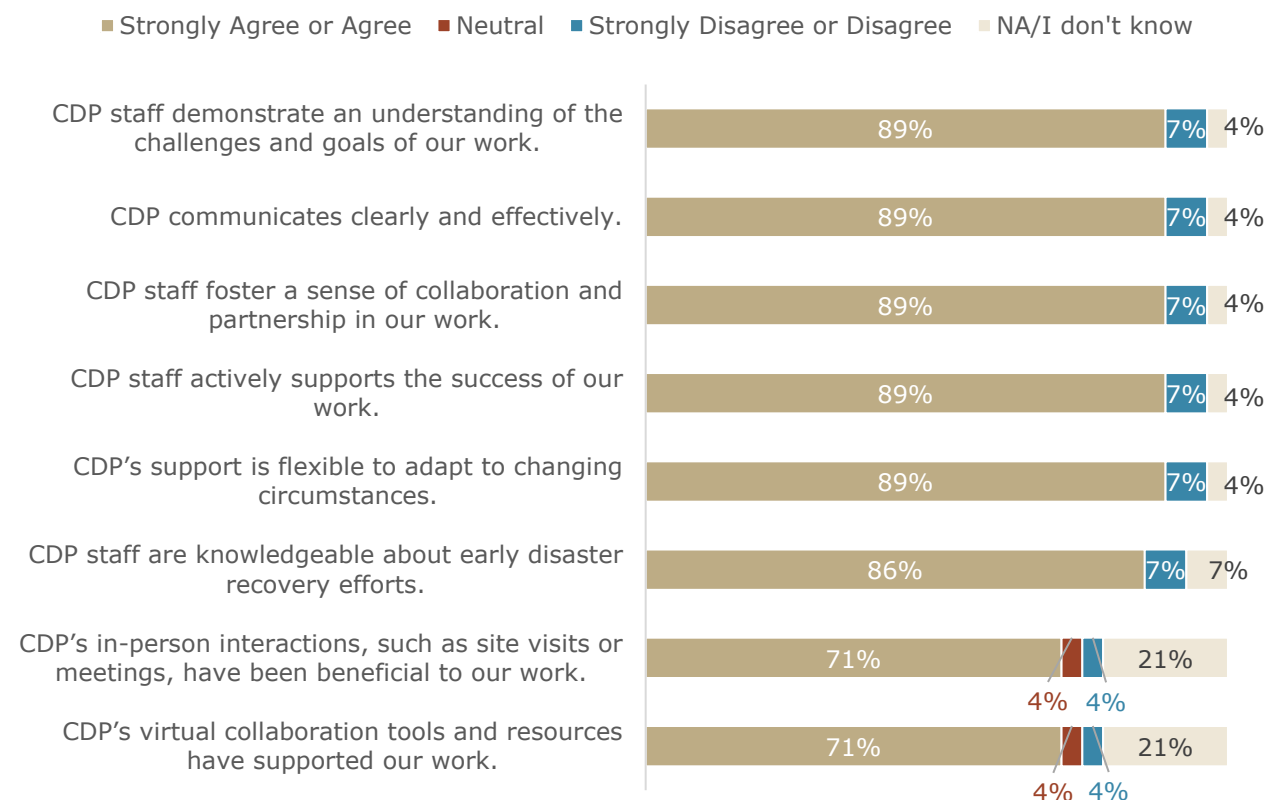 Strongly Agree or Agree Neutral Strongly Disagree or Disagree NA/I don't know
CDP staff demonstrate an understanding of the
challenges and goals of our work.
89% 7% 4%
CDP communicates clearly and effectively.
89% 7% 4%
CDP staff foster a sense of collaboration and
partnership in our work.
89% 7% 4%
CDP staff actively supports the success of our
work.
89% 7% 4%
CDP’s support is flexible to adapt to changing
circumstances.
89% 7% 4%
CDP staff are knowledgeable about early disaster
recovery efforts.
86% 7% 7%
CDP’s in-person interactions, such as site visits or
meetings, have been beneficial to our work.
71% 21%
4% 4%
CDP’s virtual collaboration tools and resources
have supported our work.
71% 21%
4% 4%